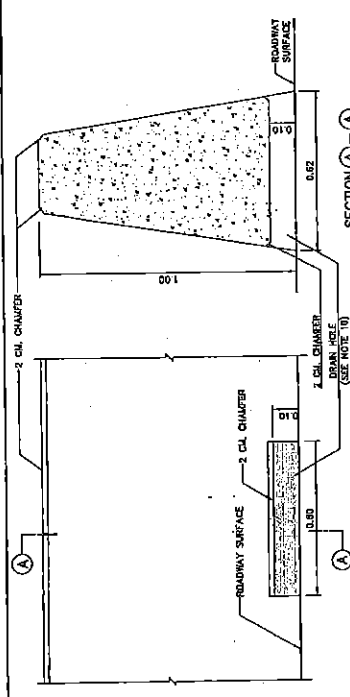 2 CM. CHAMFER
1.00
0.10
0.62
ROADWAY
SURFACE
SECTION A - A
2 CM. CHAMFER
DRAIN HOLE
(SEE NOTE 10)
A
ROADWAY SURFACE
2 CM. CHAMFER
0.10
0.80
A